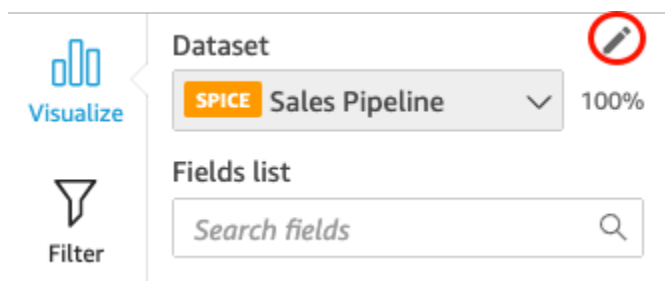 Dataset
Visualize
SPICE Sales Pipeline 100%
Fields list
Filter
Search fields